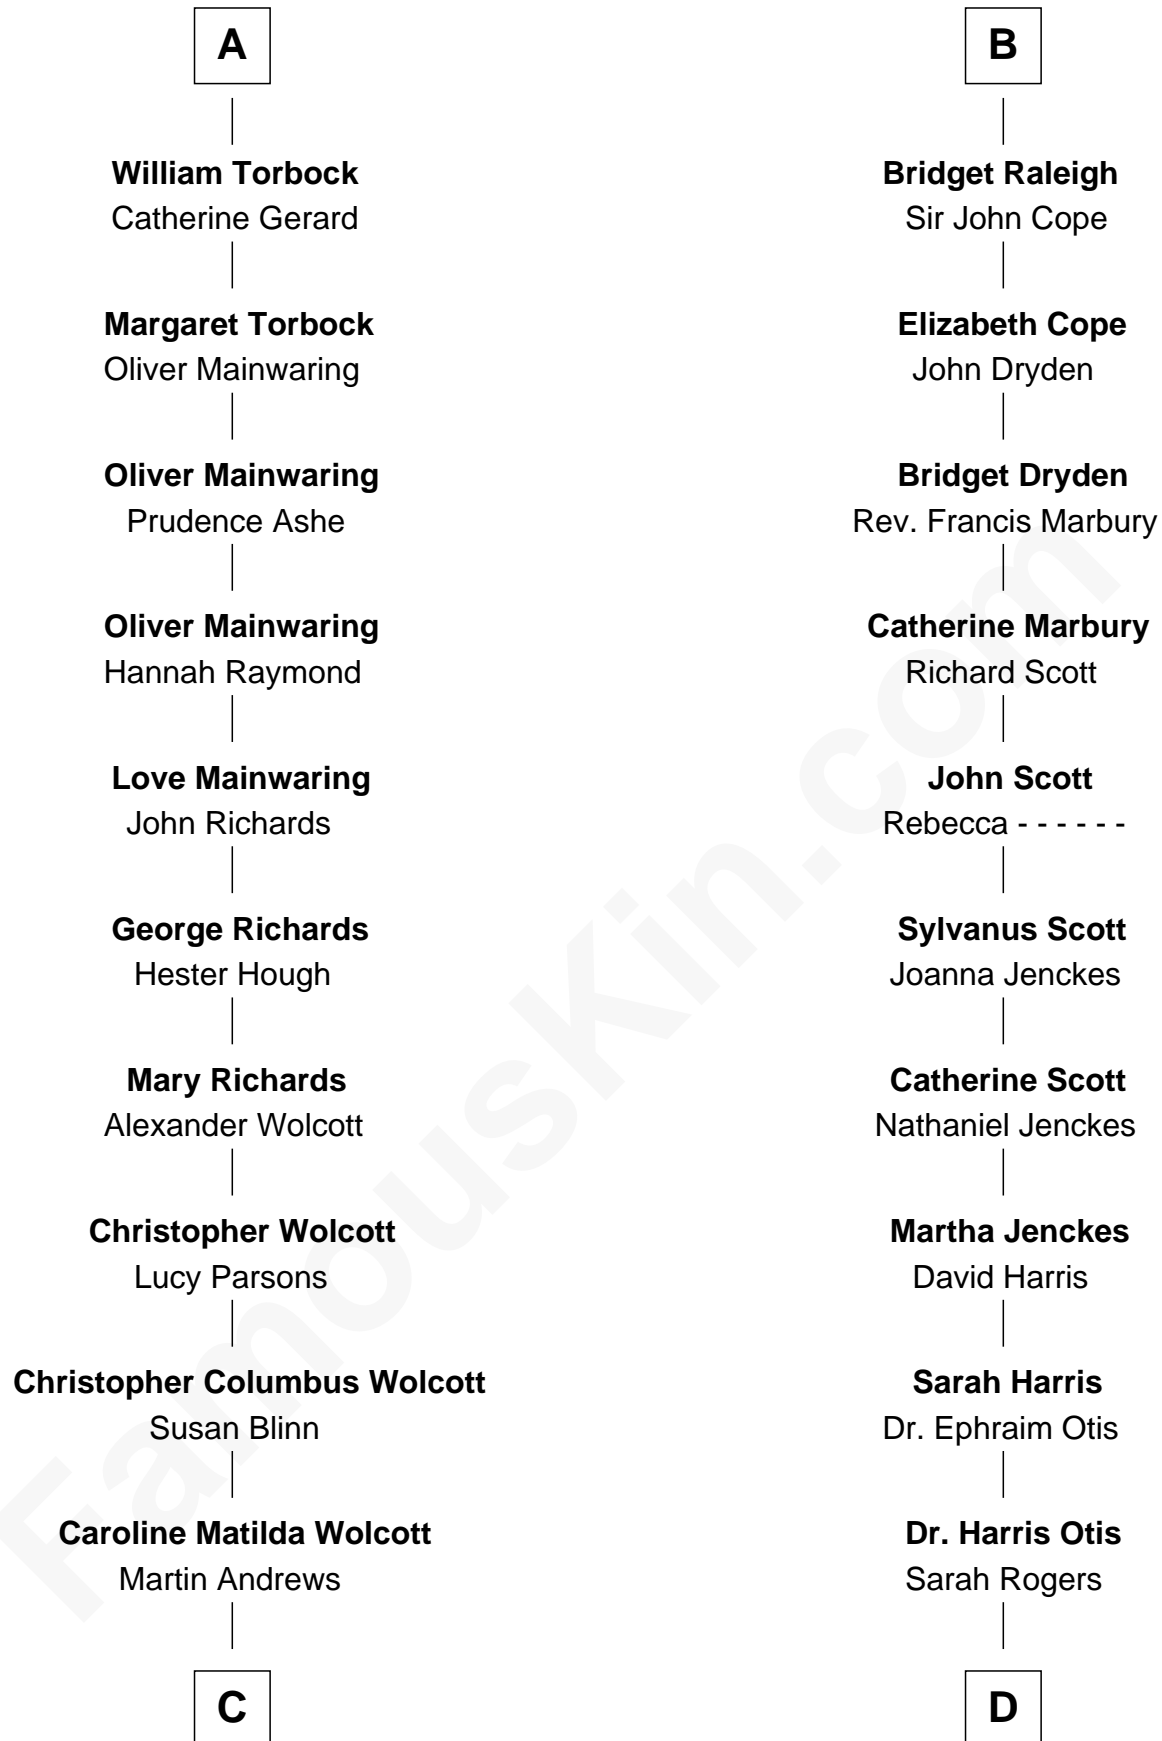 A
William Torbock
Catherine Gerard
Margaret Torbock
Oliver Mainwaring
Oliver Mainwaring
Prudence Ashe
Oliver Mainwaring
Hannah Raymond
Love Mainwaring
John Richards
George Richards
Hester Hough
Mary Richards
Alexander Wolcott
Christopher Wolcott
Lucy Parsons
Christopher Columbus Wolcott
Susan Blinn
Caroline Matilda Wolcott
Martin Andrews
C
B
Bridget Raleigh
Sir John Cope
Elizabeth Cope
John Dryden
Bridget Dryden
Rev. Francis Marbury
Catherine Marbury
Richard Scott
John Scott
Rebecca - - - - - -
Sylvanus Scott
Joanna Jenckes
Catherine Scott
Nathaniel Jenckes
Martha Jenckes
David Harris
Sarah Harris
Dr. Ephraim Otis
Dr. Harris Otis
Sarah Rogers
D
FamousKin.com